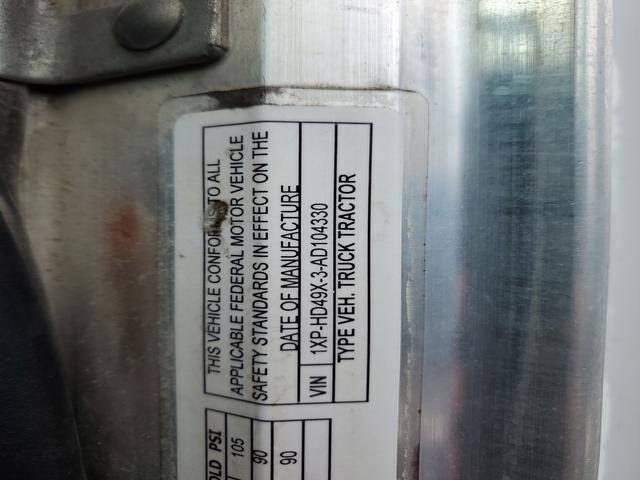 THIS VEHICLE CONFORMS TO ALL
APPLICABLE FEDERAL MOTOR VEHICLE
SAFETY STANDARDS IN EFFECT ON THE
DATE OF MANUFACTURE
VIN 1XP-HD49X-3-AD104330
TYPE VEH. TRUCK TRACTOR
OLD PSI
105
90
90